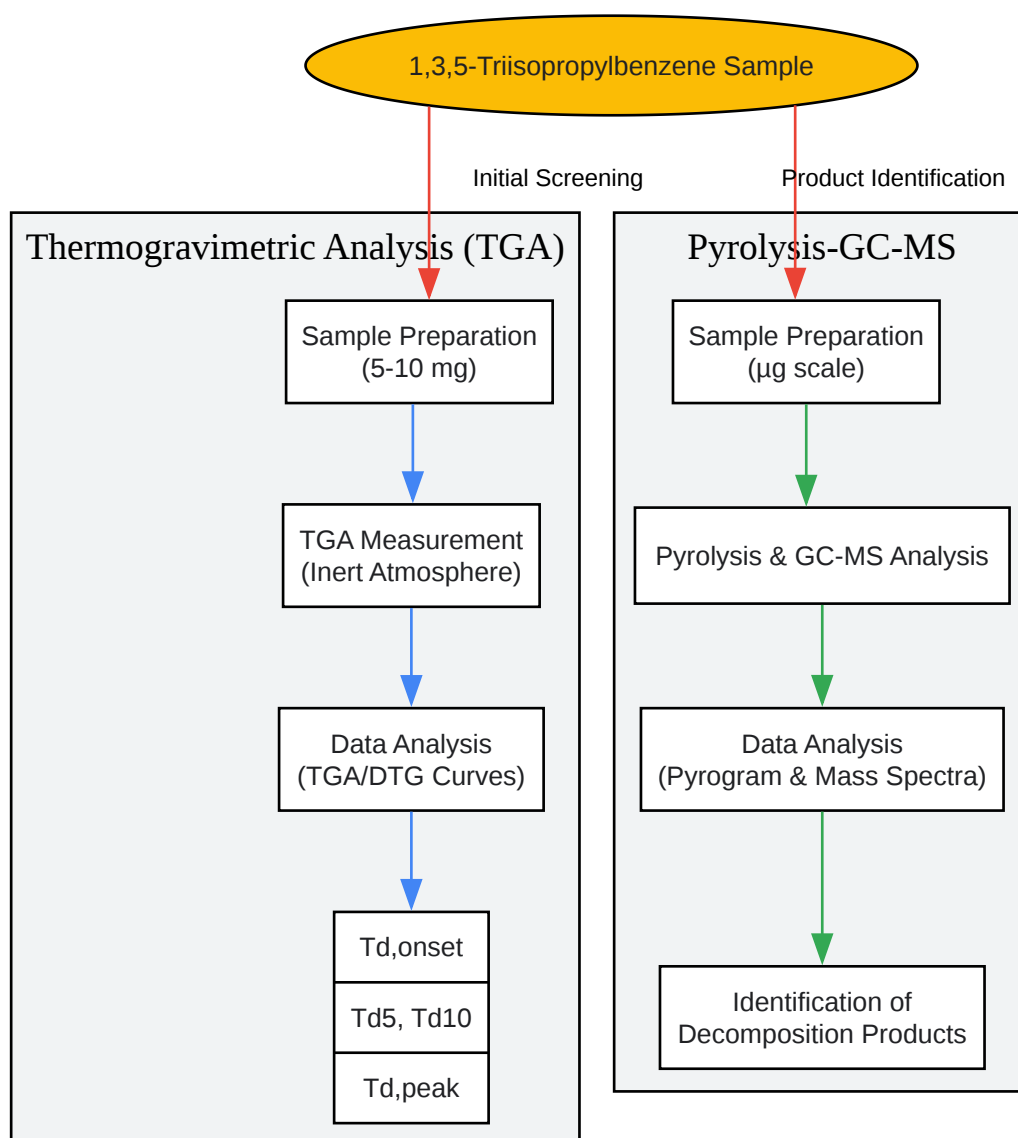 1,3,5-Triisopropylbenzene Sample
Initial Screening
Product Identification
Thermogravimetric Analysis (TGA)
Sample Preparation
(5-10 mg)
TGA Measurement
(Inert Atmosphere)
Data Analysis
(TGA/DTG Curves)
Td,onset
Td5, Td10
Td,peak
Pyrolysis-GC-MS
Sample Preparation
(µg scale)
Pyrolysis & GC-MS Analysis
Data Analysis
(Pyrogram & Mass Spectra)
Identification of
Decomposition Products